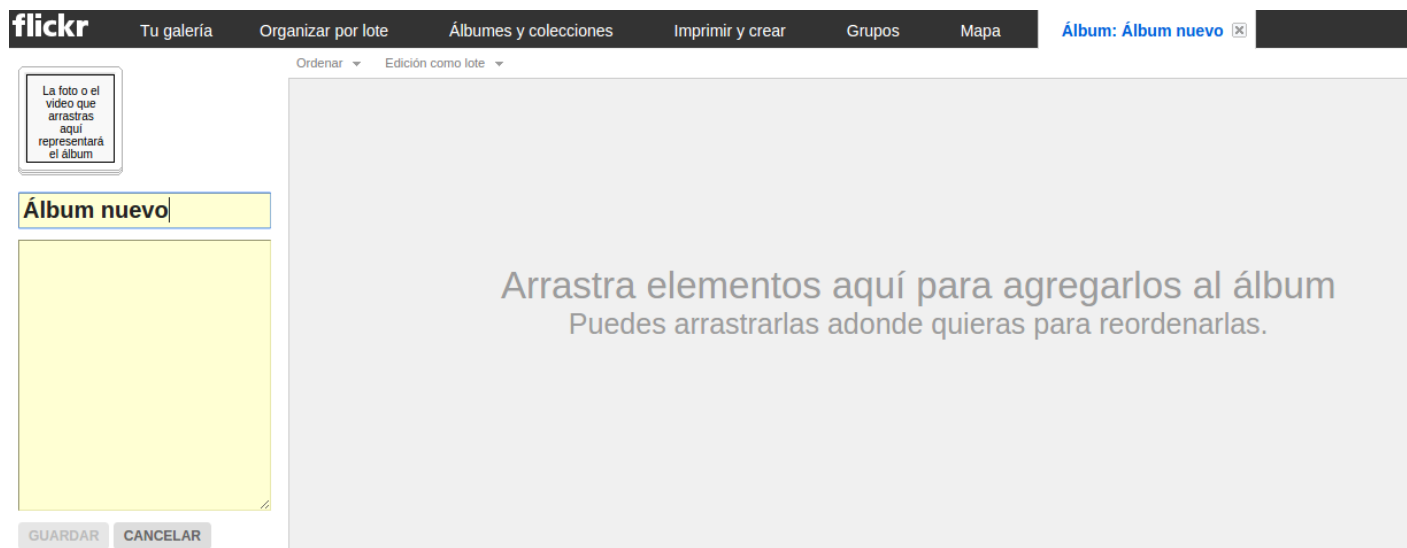 flickr Tu galería Organizar por lote Álbumes y colecciones Imprimir y crear Grupos Mapa Álbum: Álbum nuevo
Ordenar Edición como lote
La foto o el
video que
arrastras
aquí
representará
el álbum
Álbum nuevo
Arrastra elementos aquí para agregarlos al álbum
Puedes arrastrarlas adonde quieras para reordenarlas.
GUARDAR CANCELAR